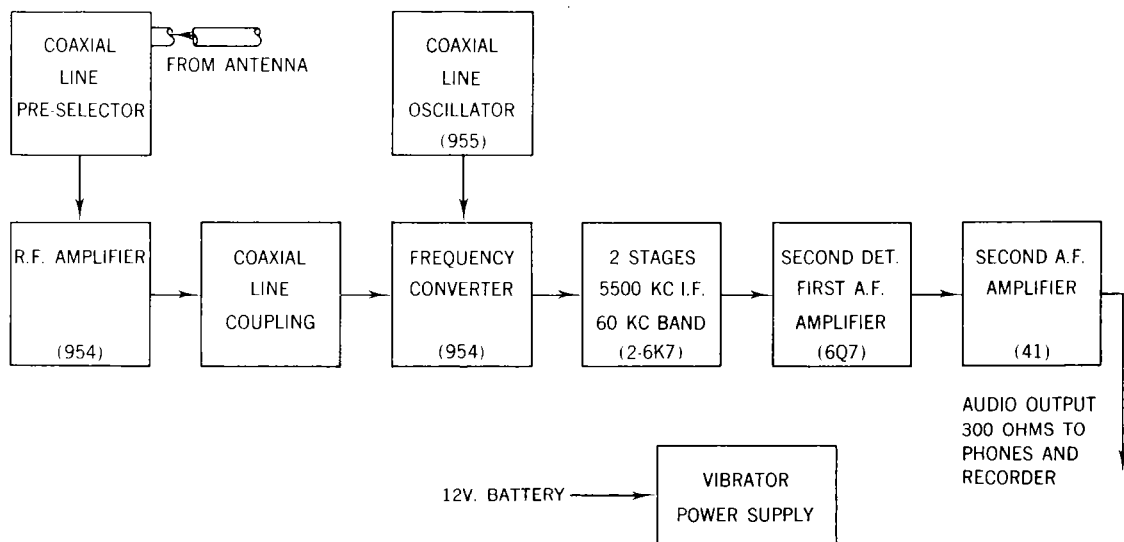 COAXIAL
LINE
PRE-SELECTOR
FROM ANTENNA
COAXIAL
LINE
OSCILLATOR
(955)
R.F. AMPLIFIER
(954)
COAXIAL
LINE
COUPLING
FREQUENCY
CONVERTER
(954)
2 STAGES
5500 KC I.F.
60 KC BAND
(2-6K7)
SECOND DET.
FIRST A.F.
AMPLIFIER
(6Q7)
SECOND A.F.
AMPLIFIER
(41)
AUDIO OUTPUT
300 OHMS TO
PHONES AND
RECORDER
12V. BATTERY
VIBRATOR
POWER SUPPLY